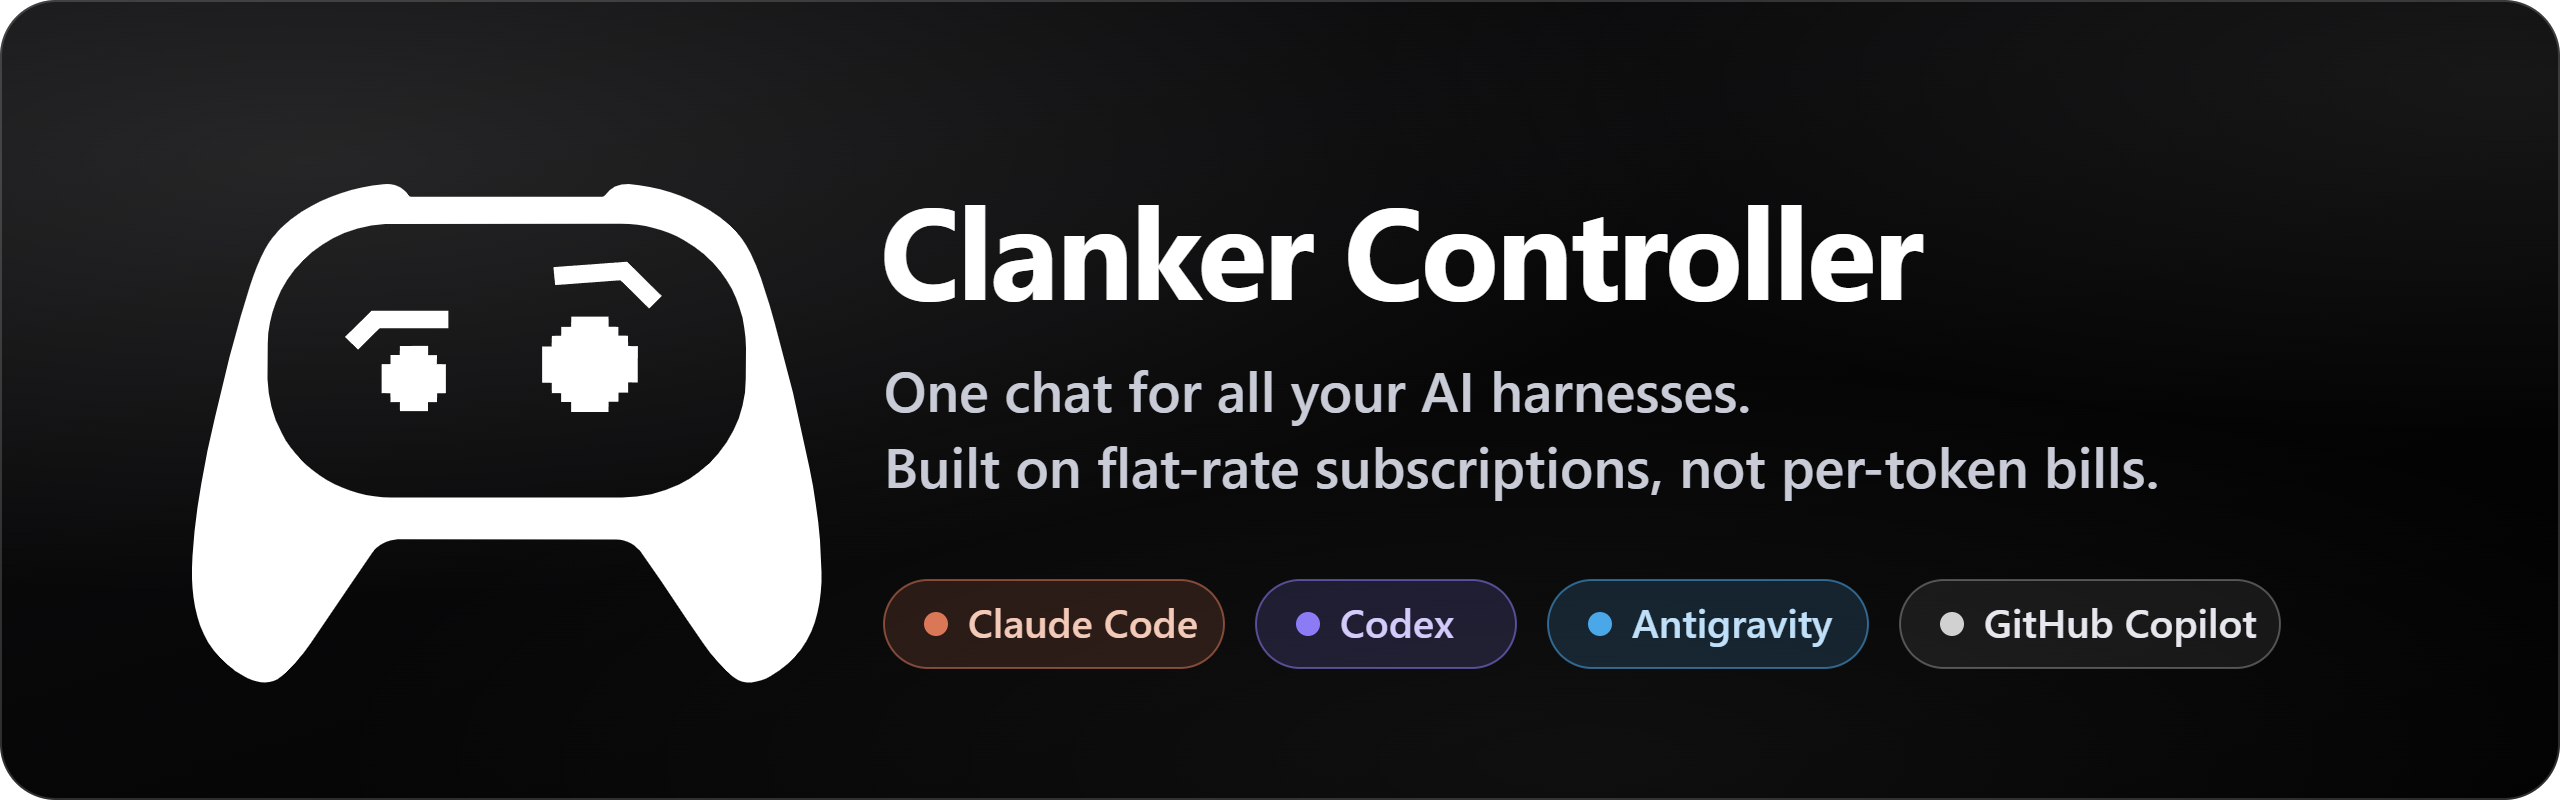 Clanker Controller
One chat for all your AI harnesses.
Built on flat-rate subscriptions, not per-token bills.
Claude Code
Codex
Antigravity
GitHub Copilot